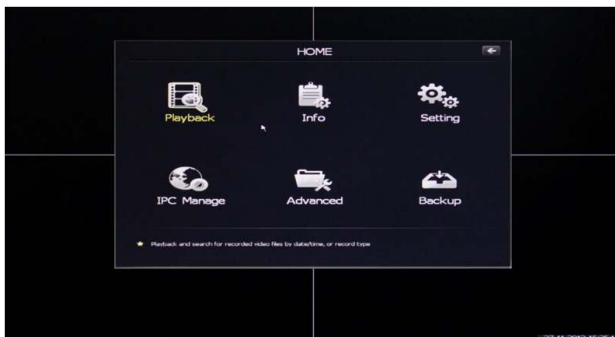 HOME
Playback
Info
Setting
IPC Manage
Advanced
Backup
Playback and search for recorded video files by date/time, or record type